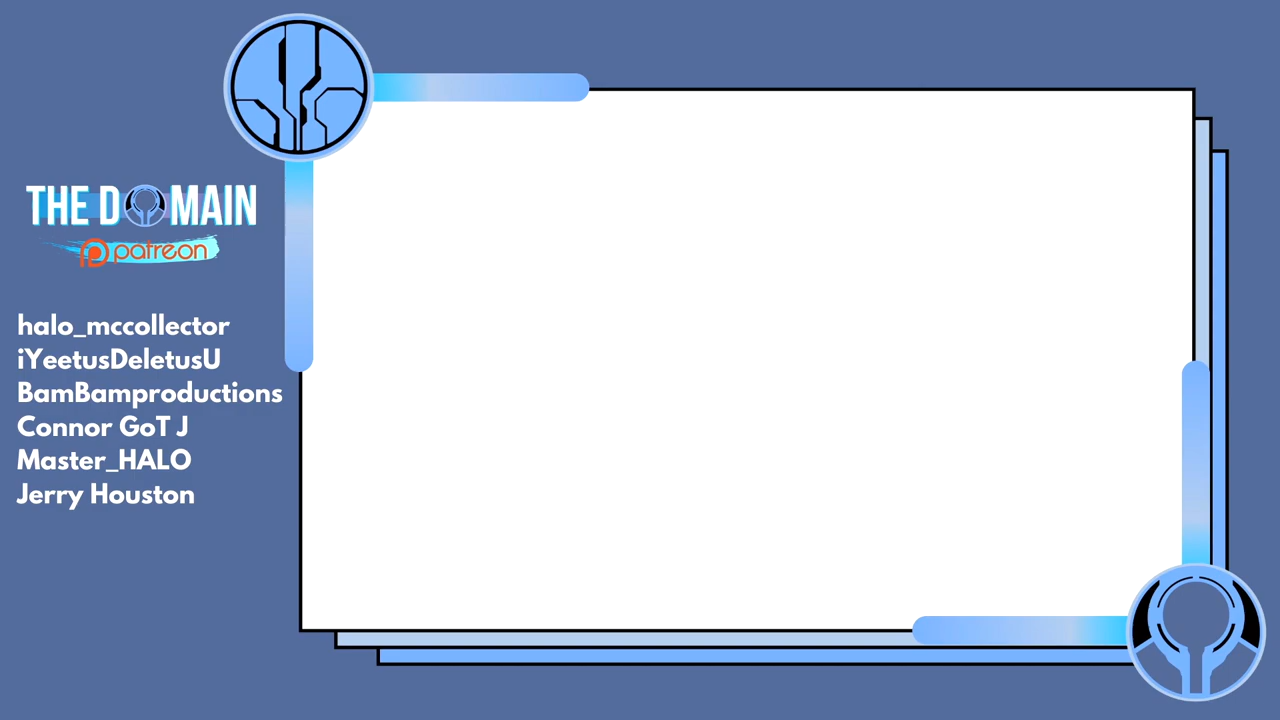 THE DOMAIN
patreon
halo_mccollector
iYeetusDeletusU
BamBamproductions
Connor GoT J
Master_HALO
Jerry Houston